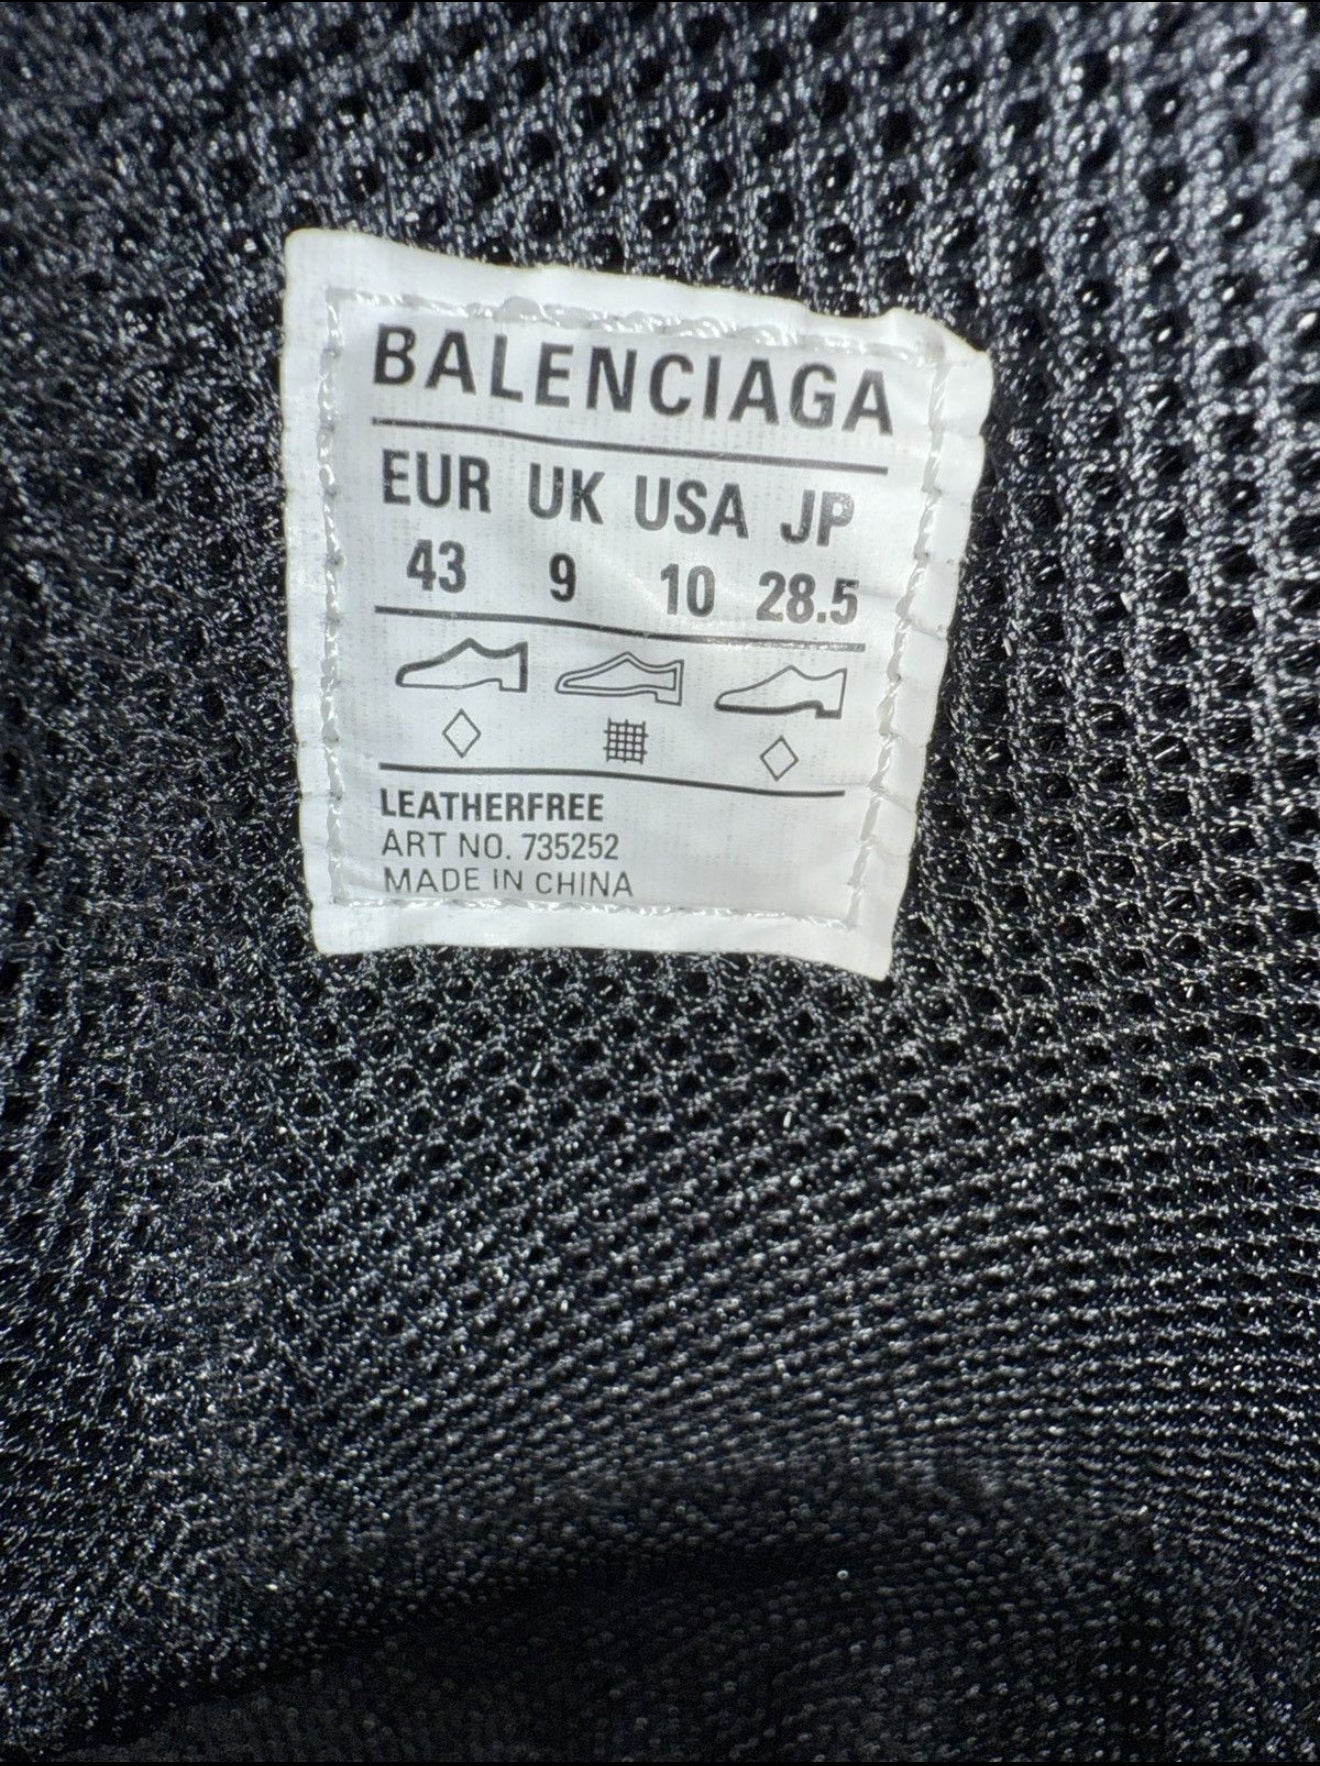 BALENCIAGA
EUR UK USA JP
43 9 10 28.5
LEATHERFREE
ART NO. 735252
MADE IN CHINA